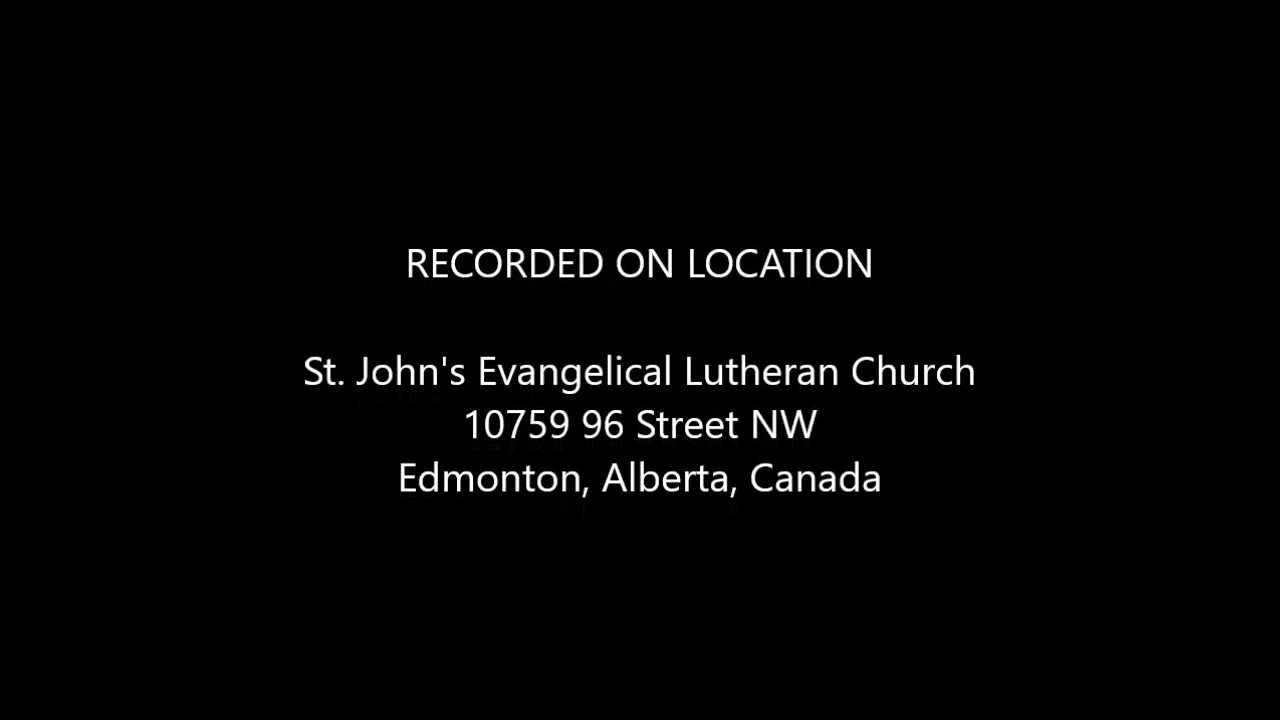 RECORDED ON LOCATION
St. John's Evangelical Lutheran Church
10759 96 Street NW
Edmonton, Alberta, Canada